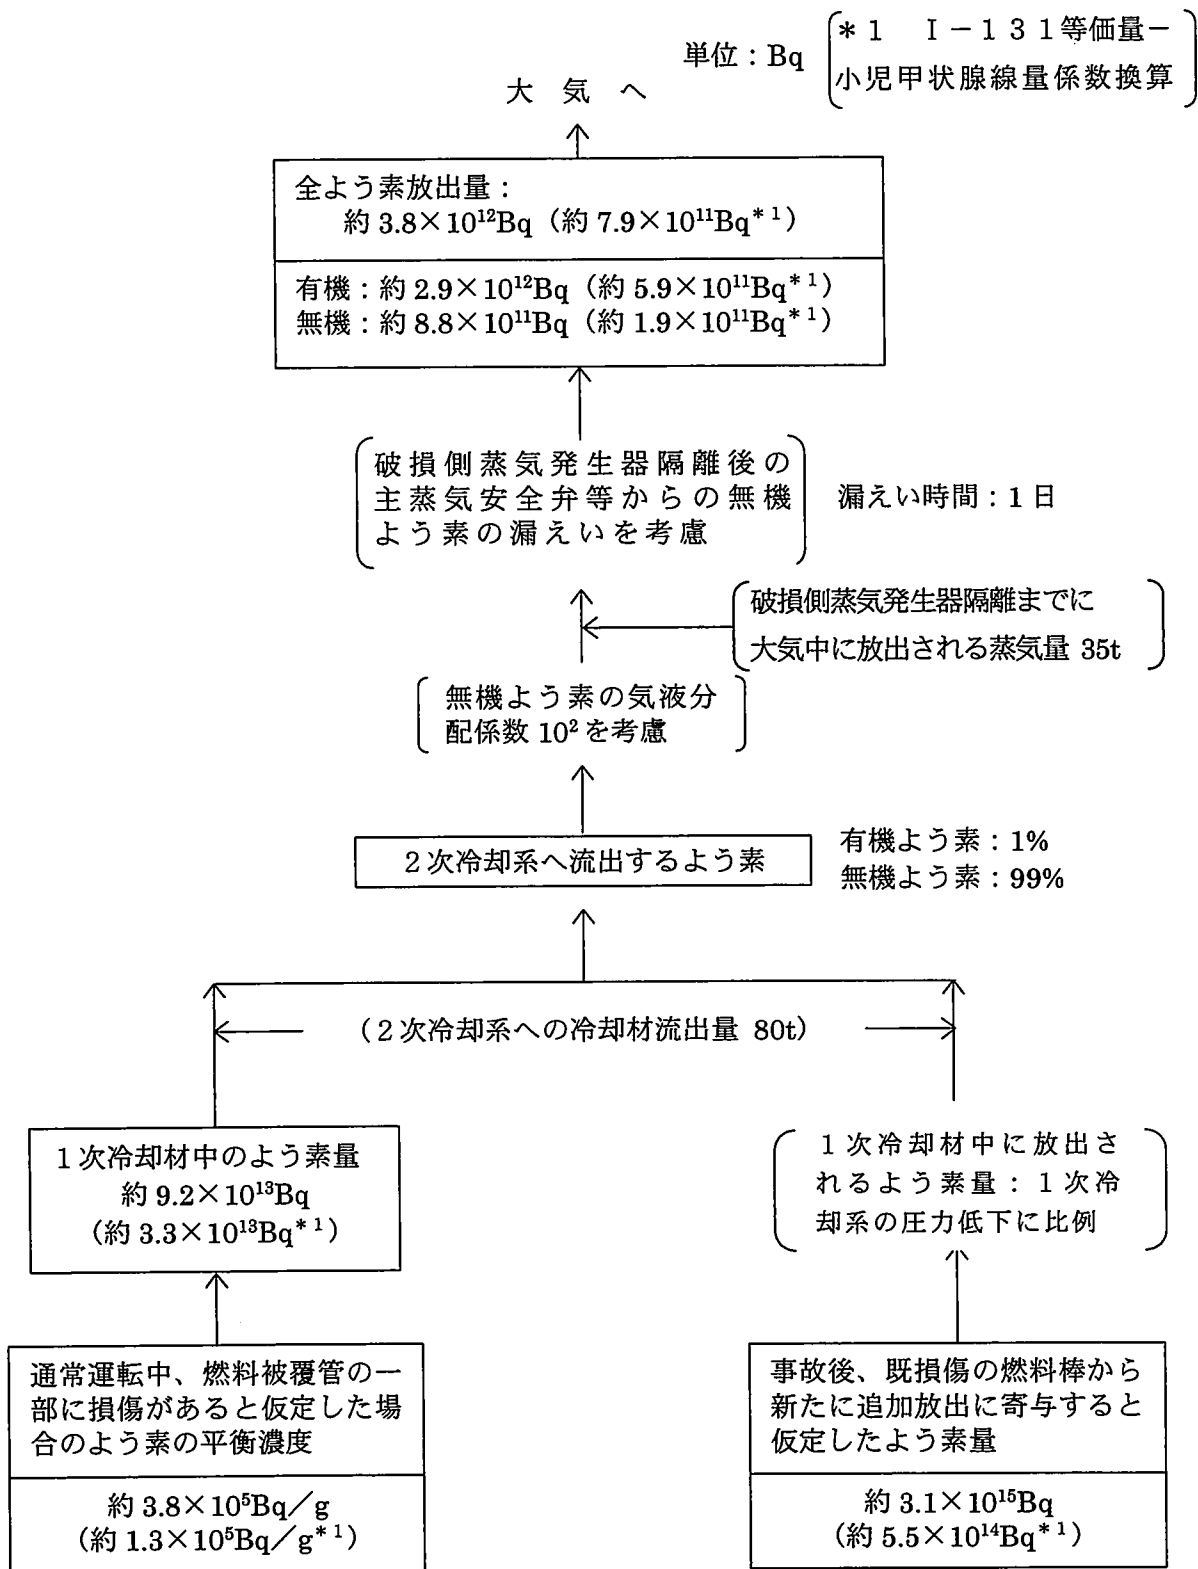 単位：Bq
＊１　Ｉ－１３１等価量－
小児甲状腺線量係数換算
大 気 へ
全よう素放出量：
約 3.8×10¹²Bq（約 7.9×10¹¹Bq*¹）
有機：約 2.9×10¹²Bq（約 5.9×10¹¹Bq*¹）
無機：約 8.8×10¹¹Bq（約 1.9×10¹¹Bq*¹）
破損側蒸気発生器隔離後の
主蒸気安全弁等からの無機
よう素の漏えいを考慮
漏えい時間：1 日
破損側蒸気発生器隔離までに
大気中に放出される蒸気量 35t
無機よう素の気液分
配係数 10²を考慮
２次冷却系へ流出するよう素
有機よう素：1%
無機よう素：99%
（２次冷却系への冷却材流出量 80t）
１次冷却材中のよう素量
約 9.2×10¹³Bq
（約 3.3×10¹³Bq*¹）
１次冷却材中に放出さ
れるよう素量：１次冷
却系の圧力低下に比例
通常運転中、燃料被覆管の一
部に損傷があると仮定した場
合のよう素の平衡濃度
約 3.8×10⁵Bq／g
（約 1.3×10⁵Bq／g*¹）
事故後、既損傷の燃料棒から
新たに追加放出に寄与すると
仮定したよう素量
約 3.1×10¹⁵Bq
（約 5.5×10¹⁴Bq*¹）